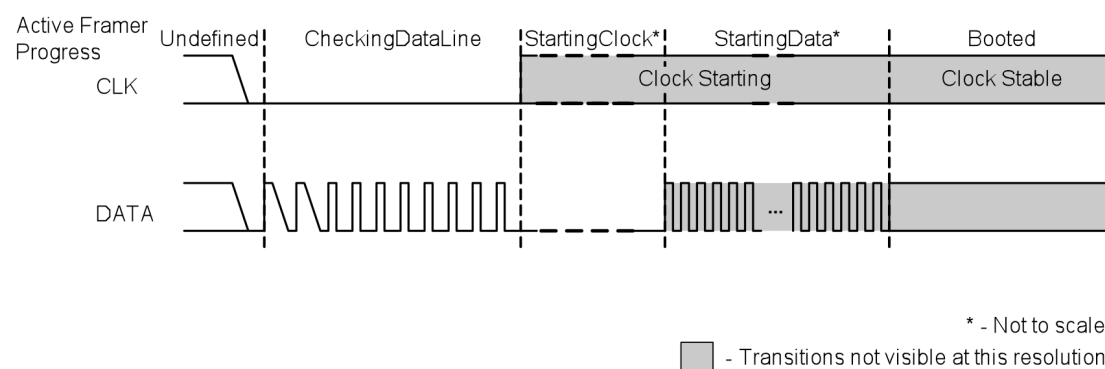 Active Framer
Progress
Undefined
CheckingDataLine
StartingClock*
StartingData*
Booted
CLK
Clock Starting
Clock Stable
DATA
...
* - Not to scale
- Transitions not visible at this resolution